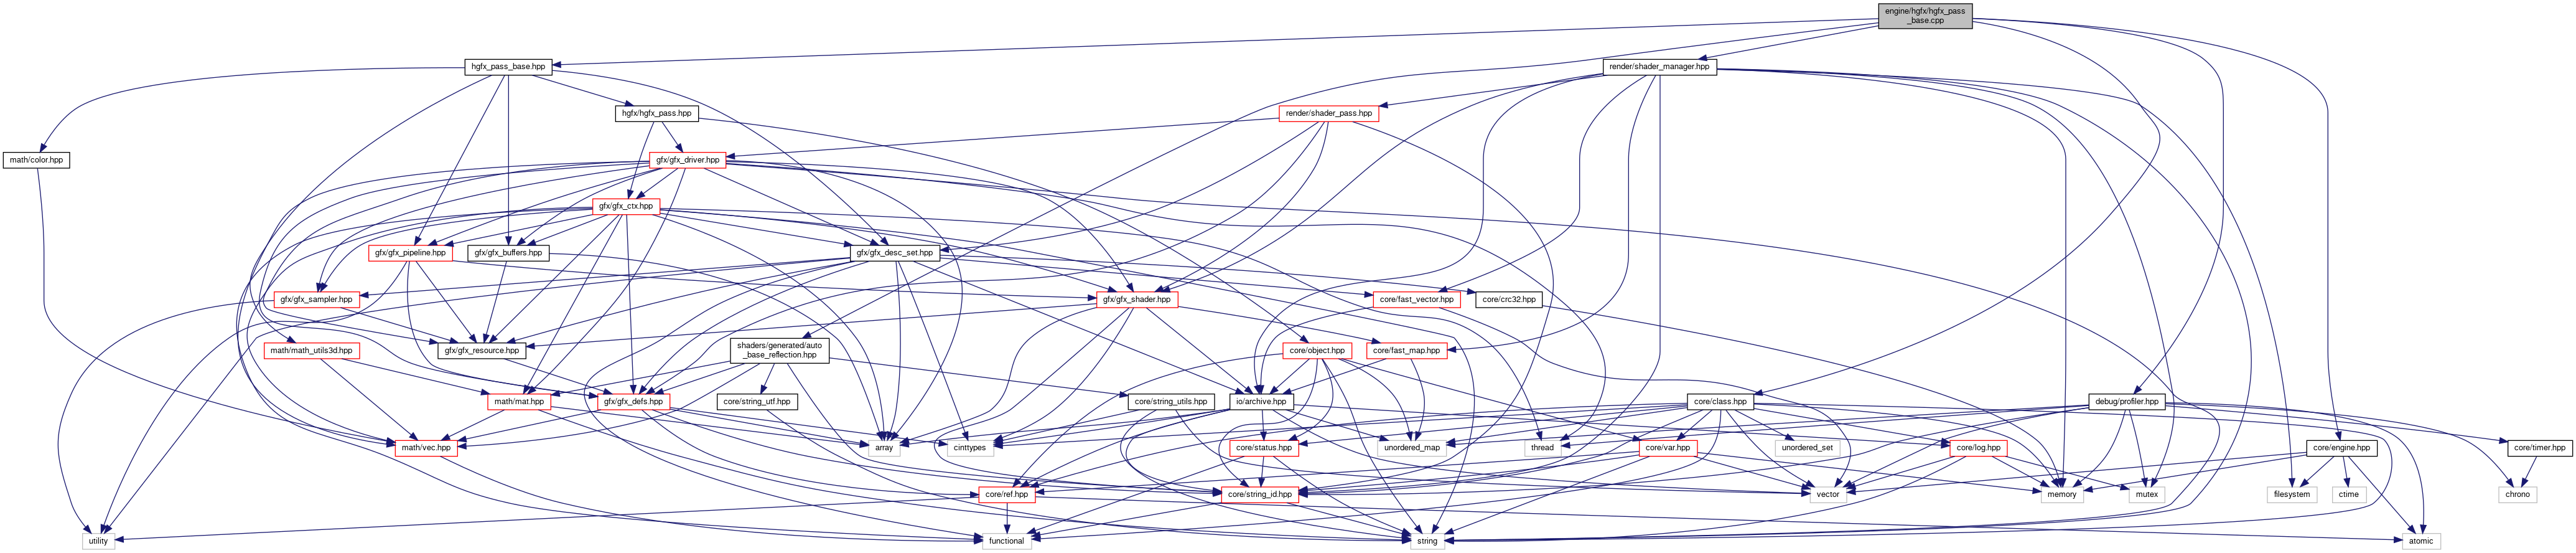 engine/hgfx/hgfx_pass
_base.cpp
hgfx_pass_base.hpp
render/shader_manager.hpp
hgfx/hgfx_pass.hpp
render/shader_pass.hpp
math/color.hpp
gfx/gfx_driver.hpp
gfx/gfx_ctx.hpp
gfx/gfx_pipeline.hpp
gfx/gfx_buffers.hpp
gfx/gfx_desc_set.hpp
gfx/gfx_sampler.hpp
gfx/gfx_shader.hpp
core/fast_vector.hpp
core/crc32.hpp
math/math_utils3d.hpp
gfx/gfx_resource.hpp
shaders/generated/auto
_base_reflection.hpp
core/object.hpp
core/fast_map.hpp
math/mat.hpp
gfx/gfx_defs.hpp
core/string_utf.hpp
core/string_utils.hpp
io/archive.hpp
core/class.hpp
debug/profiler.hpp
math/vec.hpp
array
cinttypes
core/status.hpp
unordered_map
thread
core/var.hpp
unordered_set
core/log.hpp
core/engine.hpp
core/timer.hpp
core/ref.hpp
core/string_id.hpp
vector
memory
mutex
filesystem
ctime
chrono
utility
functional
string
atomic